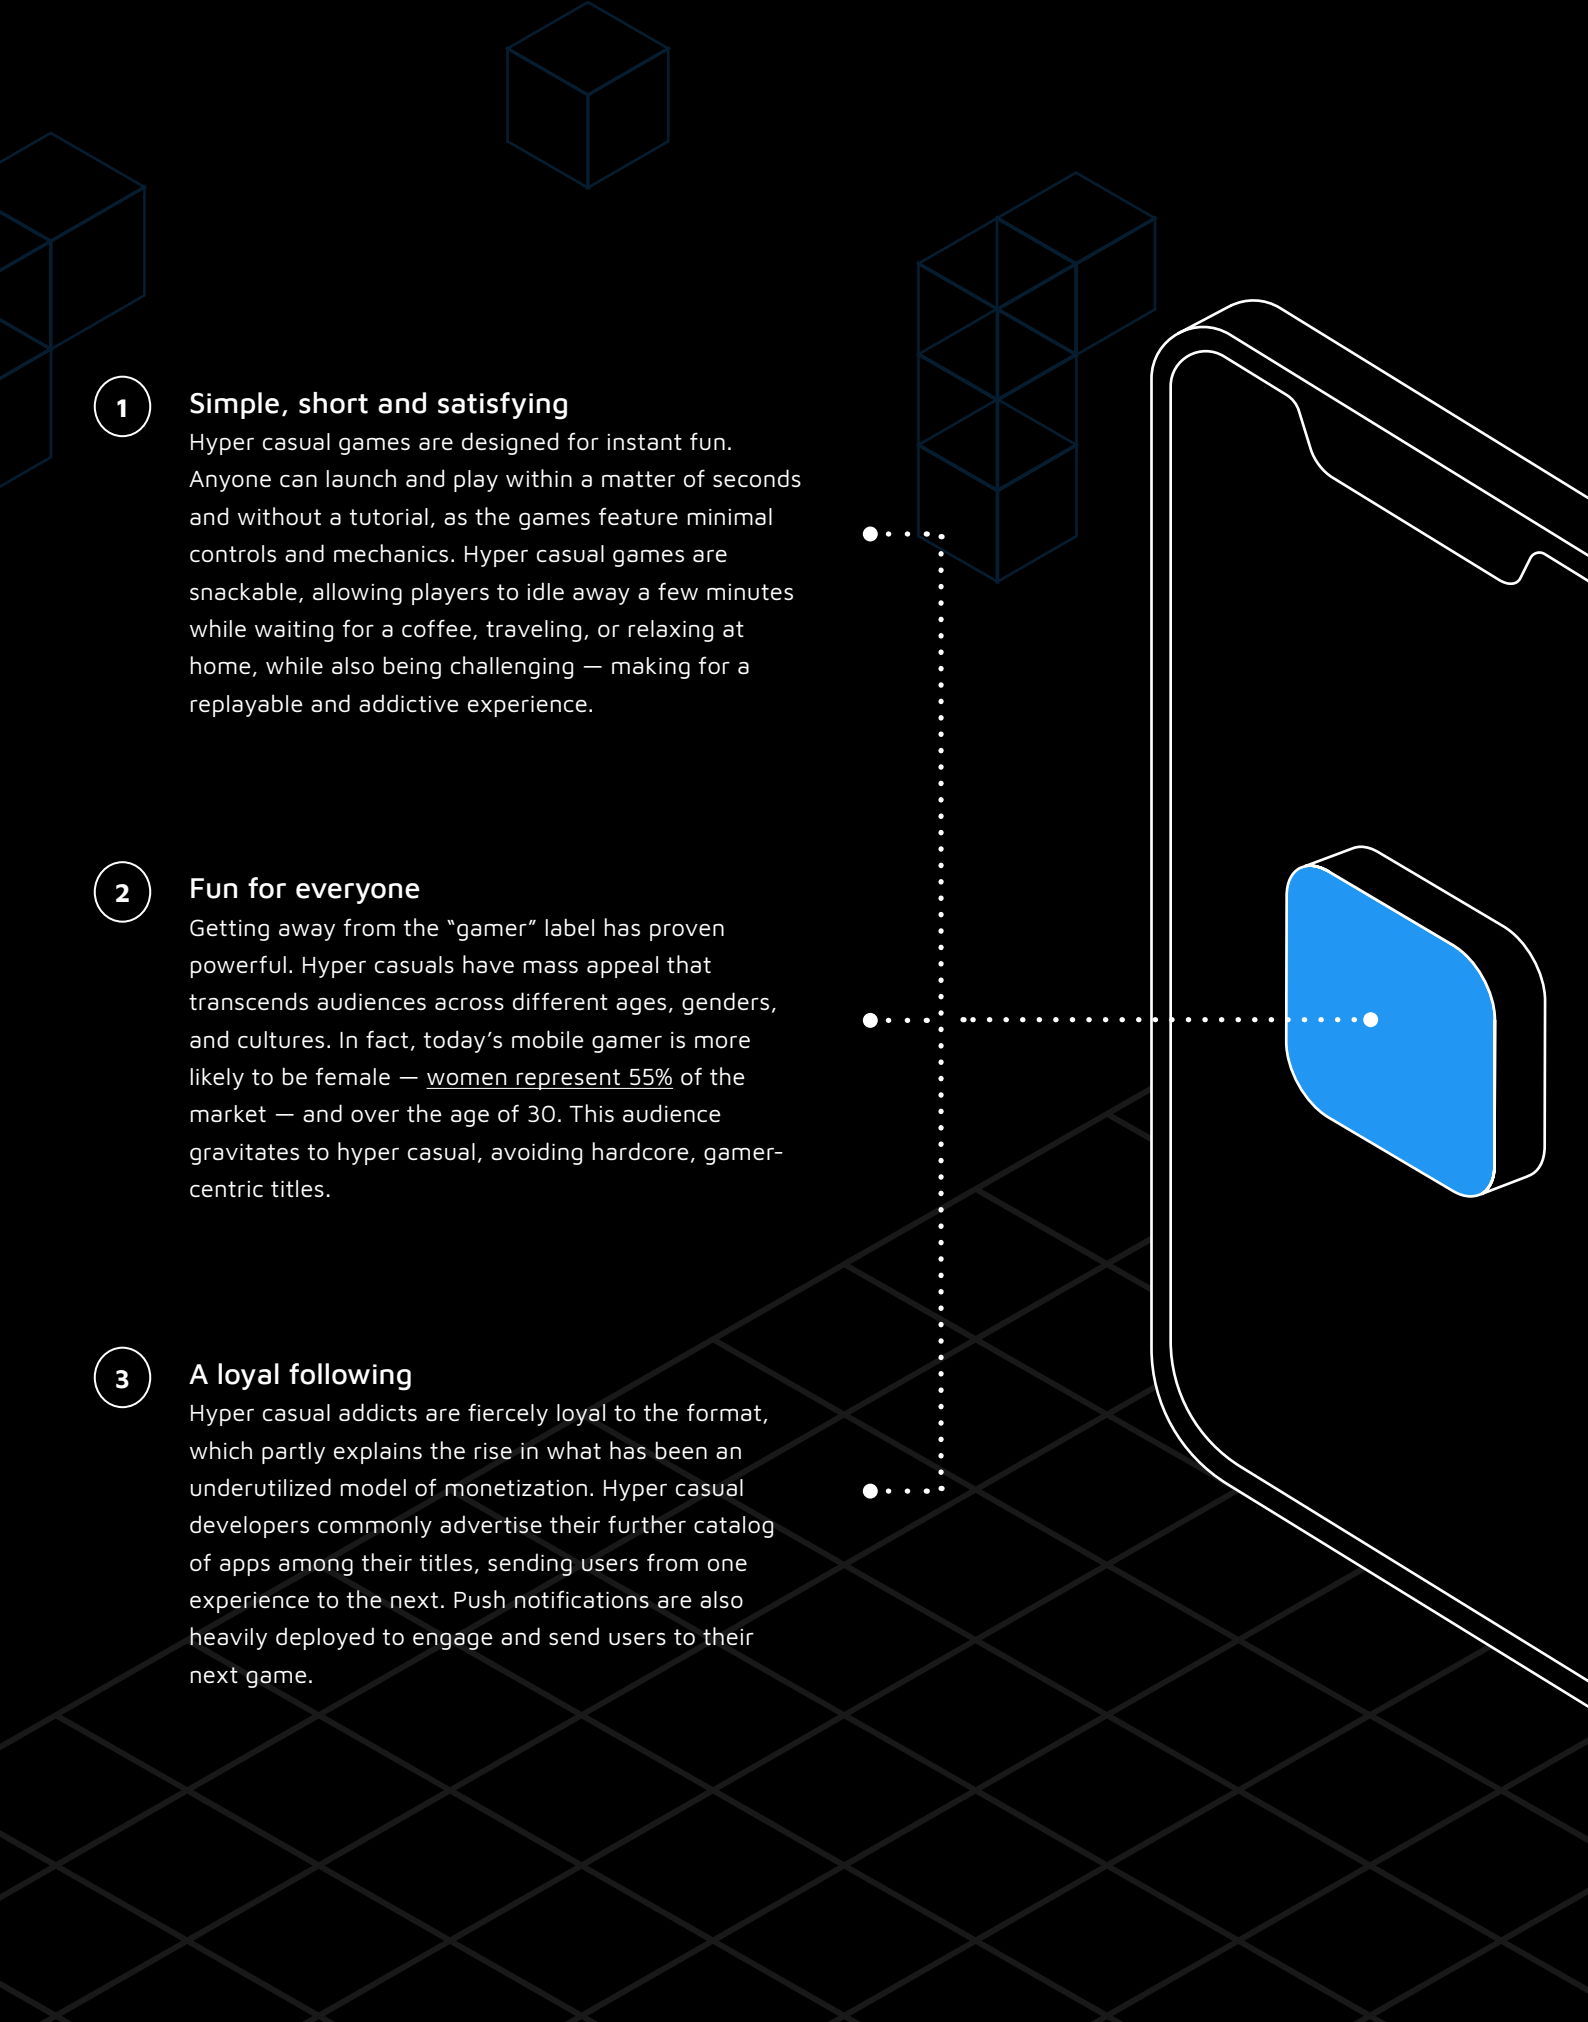 1
Simple, short and satisfying
Hyper casual games are designed for instant fun.
Anyone can launch and play within a matter of seconds
and without a tutorial, as the games feature minimal
controls and mechanics. Hyper casual games are
snackable, allowing players to idle away a few minutes
while waiting for a coffee, traveling, or relaxing at
home, while also being challenging — making for a
replayable and addictive experience.
2
Fun for everyone
Getting away from the “gamer” label has proven
powerful. Hyper casuals have mass appeal that
transcends audiences across different ages, genders,
and cultures. In fact, today’s mobile gamer is more
likely to be female — women represent 55% of the
market — and over the age of 30. This audience
gravitates to hyper casual, avoiding hardcore, gamer-
centric titles.
3
A loyal following
Hyper casual addicts are fiercely loyal to the format,
which partly explains the rise in what has been an
underutilized model of monetization. Hyper casual
developers commonly advertise their further catalog
of apps among their titles, sending users from one
experience to the next. Push notifications are also
heavily deployed to engage and send users to their
next game.